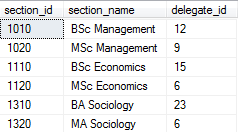 section_id section_name delegate_id
1010 BSc Management 12
1020 MSc Management 9
1110 BSc Economics 15
1120 MSc Economics 6
1310 BA Sociology 23
1320 MA Sociology 6